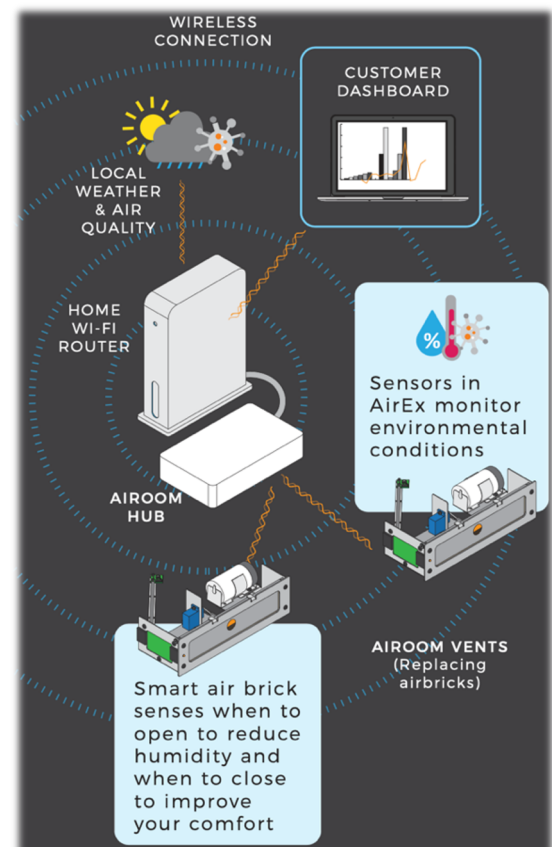 WIRELESS
CONNECTION
CUSTOMER
DASHBOARD
LOCAL
WEATHER
& AIR
QUALITY
HOME
WI-FI
ROUTER
%
Sensors in
AirEx monitor
environmental
conditions
AIROOM
HUB
AIROOM VENTS
(Replacing
airbricks)
Smart air brick
senses when to
open to reduce
humidity and
when to close
to improve
your comfort